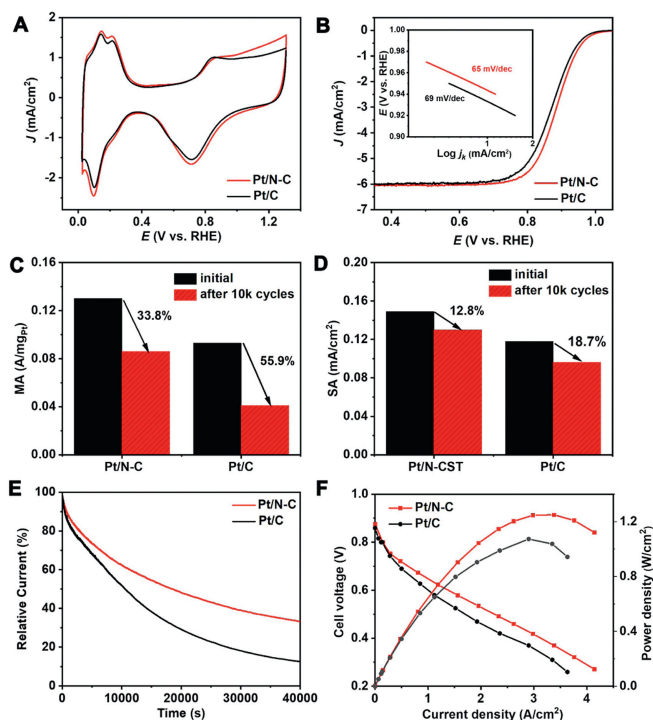 A
J (mA/cm²)
2
1
0
-1
-2
Pt/N-C
Pt/C
0.0 0.4 0.8 1.2
E (V vs. RHE)
B
J (mA/cm²)
0
-1
-2
-3
-4
-5
-6
-7
E (V vs. RHE)
0.99
0.96
0.93
0.90
65 mV/dec
69 mV/dec
0 1 2
Log jₖ (mA/cm²)
Pt/N-C
Pt/C
0.4 0.6 0.8 1.0
E (V vs. RHE)
C
MA (A/mgPt)
0.16
0.12
0.08
0.04
0.00
initial
after 10k cycles
33.8%
55.9%
Pt/N-C Pt/C
D
SA (mA/cm²)
0.20
0.16
0.12
0.08
0.04
0.00
initial
after 10k cycles
12.8%
18.7%
Pt/N-CST Pt/C
E
Relative Current (%)
100
80
60
40
20
0
Pt/N-C
Pt/C
0 10000 20000 30000 40000
Time (s)
F
Cell voltage (V)
1.0
0.8
0.6
0.4
0.2
Pt/N-C
Pt/C
0 1 2 3 4
Current density (A/cm²)
1.2
0.8
0.4
0.0
Power density (W/cm²)